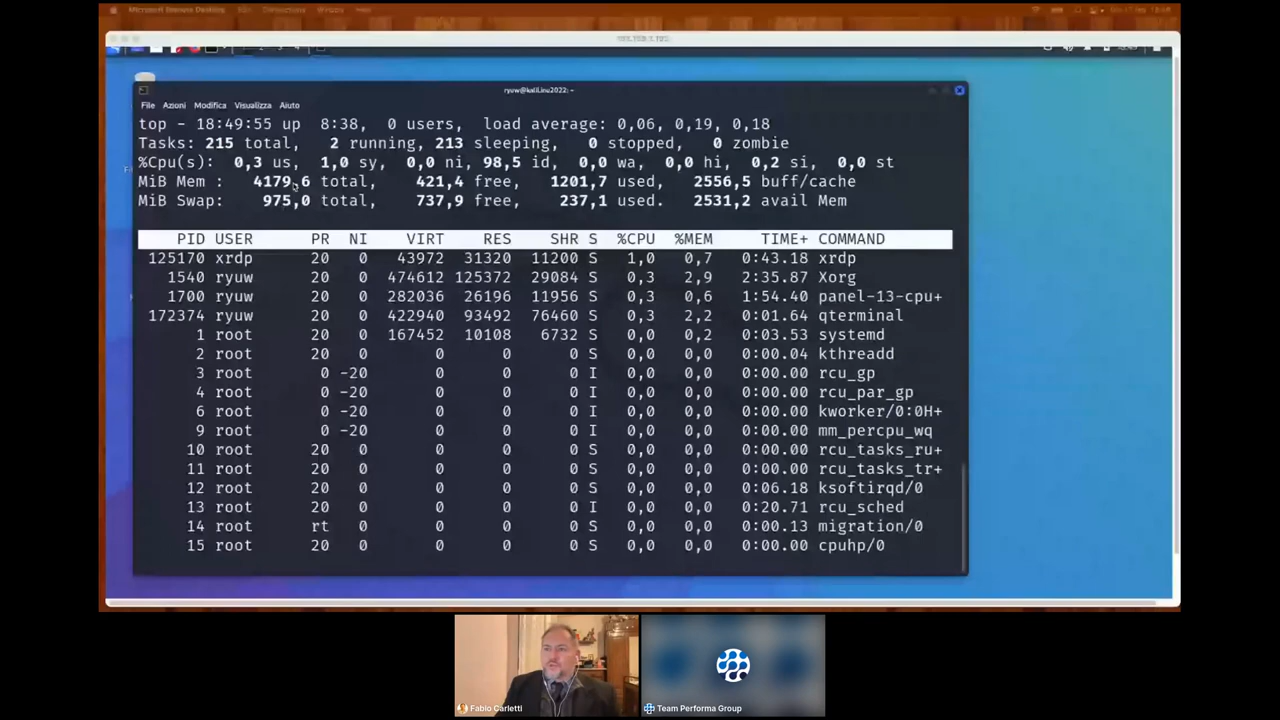 Microsoft Remote Desktop
ryuw@kaliLinu2022: ~
File Azioni Modifica Visualizza Aiuto
top - 18:49:55 up 8:38, 0 users, load average: 0,06, 0,19, 0,18
Tasks: 215 total, 2 running, 213 sleeping, 0 stopped, 0 zombie
%Cpu(s): 0,3 us, 1,0 sy, 0,0 ni, 98,5 id, 0,0 wa, 0,0 hi, 0,2 si, 0,0 st
MiB Mem : 4179,6 total, 421,4 free, 1201,7 used, 2556,5 buff/cache
MiB Swap: 975,0 total, 737,9 free, 237,1 used. 2531,2 avail Mem
PID USER PR NI VIRT RES SHR S %CPU %MEM TIME+ COMMAND
125170 xrdp 20 0 43972 31320 11200 S 1,0 0,7 0:43.18 xrdp
1540 ryuw 20 0 474612 125372 29084 S 0,3 2,9 2:35.87 Xorg
1700 ryuw 20 0 282036 26196 11956 S 0,3 0,6 1:54.40 panel-13-cpu+
172374 ryuw 20 0 422940 93492 76460 S 0,3 2,2 0:01.64 qterminal
1 root 20 0 167452 10108 6732 S 0,0 0,2 0:03.53 systemd
2 root 20 0 0 0 0 S 0,0 0,0 0:00.04 kthreadd
3 root 0 -20 0 0 0 I 0,0 0,0 0:00.00 rcu_gp
4 root 0 -20 0 0 0 I 0,0 0,0 0:00.00 rcu_par_gp
6 root 0 -20 0 0 0 I 0,0 0,0 0:00.00 kworker/0:0H+
9 root 0 -20 0 0 0 I 0,0 0,0 0:00.00 mm_percpu_wq
10 root 20 0 0 0 0 S 0,0 0,0 0:00.00 rcu_tasks_ru+
11 root 20 0 0 0 0 S 0,0 0,0 0:00.00 rcu_tasks_tr+
12 root 20 0 0 0 0 S 0,0 0,0 0:06.18 ksoftirqd/0
13 root 20 0 0 0 0 I 0,0 0,0 0:20.71 rcu_sched
14 root rt 0 0 0 0 S 0,0 0,0 0:00.13 migration/0
15 root 20 0 0 0 0 S 0,0 0,0 0:00.00 cpuhp/0
Fabio Carletti
Team Performa Group